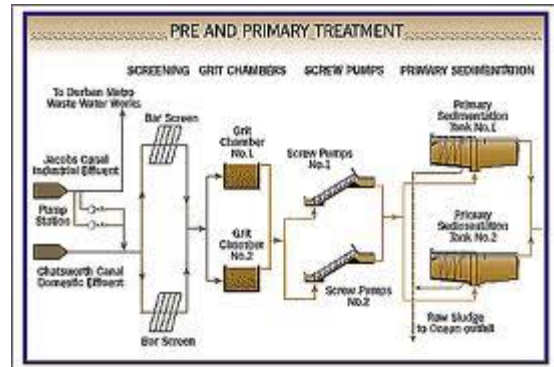 PRE AND PRIMARY TREATMENT
SCREENING
GRIT CHAMBERS
SCREW PUMPS
PRIMARY SEDIMENTATION
To Durban Metro
Waste Water Works
Bar Screen
Jacobs Canal
Industrial Effluent
Pump
Station
Chatsworth Canal
Domestic Effluent
Bar Screen
Grit
Chamber
No.1
Grit
Chamber
No.2
Screw Pumps
No.1
Screw Pumps
No.2
Primary
Sedimentation
Tank No.1
Primary
Sedimentation
Tank No.2
Raw Sludge
to Ocean outfall